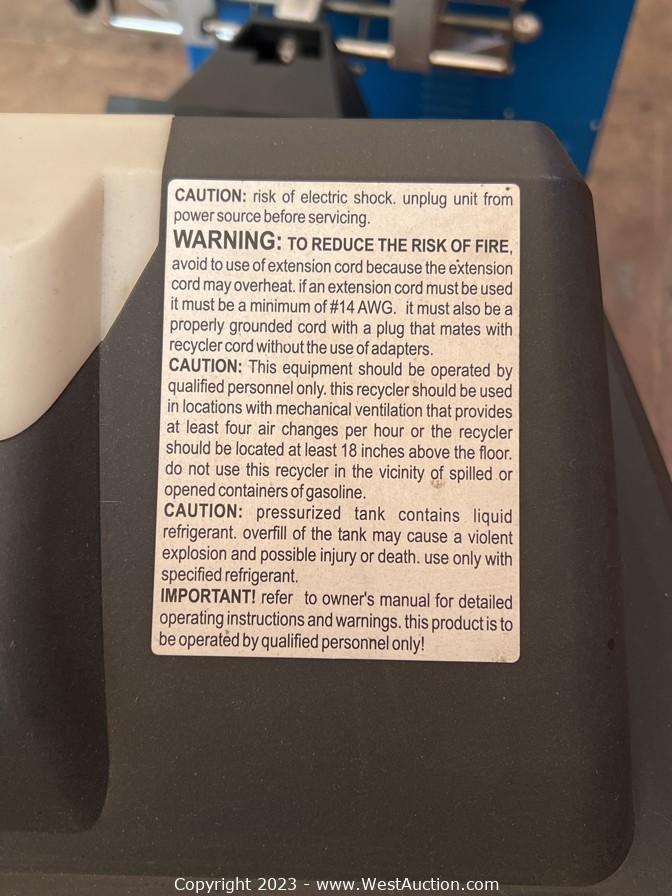 CAUTION: risk of electric shock. unplug unit from
power source before servicing.
WARNING: TO REDUCE THE RISK OF FIRE,
avoid to use of extension cord because the extension
cord may overheat. if an extension cord must be used
it must be a minimum of #14 AWG. it must also be a
properly grounded cord with a plug that mates with
recycler cord without the use of adapters.
CAUTION: This equipment should be operated by
qualified personnel only. this recycler should be used
in locations with mechanical ventilation that provides
at least four air changes per hour or the recycler
should be located at least 18 inches above the floor.
do not use this recycler in the vicinity of spilled or
opened containers of gasoline.
CAUTION: pressurized tank contains liquid
refrigerant. overfill of the tank may cause a violent
explosion and possible injury or death. use only with
specified refrigerant.
IMPORTANT! refer to owner's manual for detailed
operating instructions and warnings. this product is to
be operated by qualified personnel only!
Copyright 2023 - www.WestAuction.com